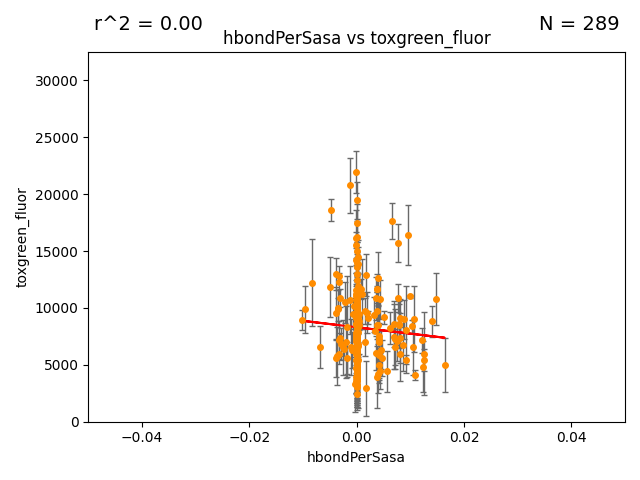 r^2 = 0.00
N = 289
hbondPerSasa vs toxgreen_fluor
30000
25000
20000
15000
10000
5000
0
toxgreen_fluor
−0.04
−0.02
0.00
0.02
0.04
hbondPerSasa